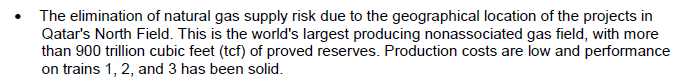 • The elimination of natural gas supply risk due to the geographical location of the projects in
Qatar's North Field. This is the world's largest producing nonassociated gas field, with more
than 900 trillion cubic feet (tcf) of proved reserves. Production costs are low and performance
on trains 1, 2, and 3 has been solid.